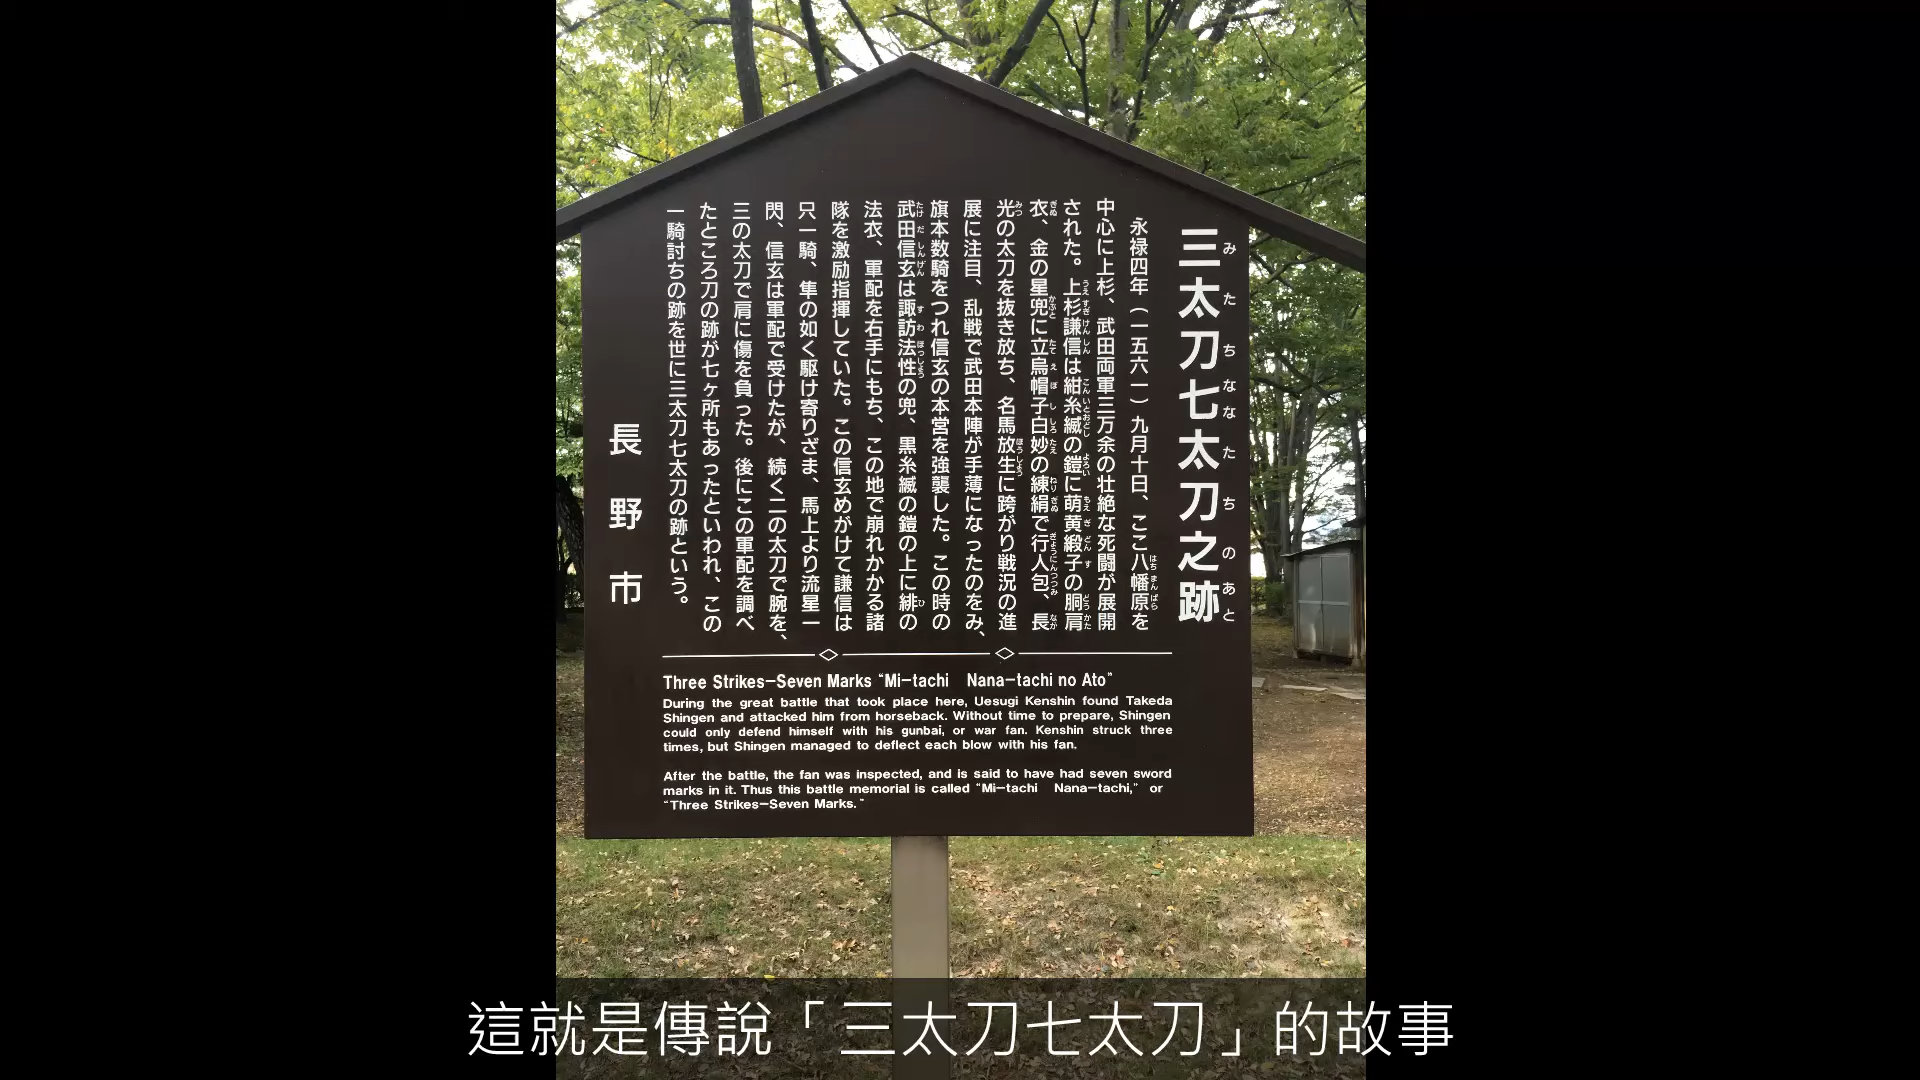 三太刀七太刀之跡
永禄四年（一五六一）九月十日、ここ八幡原を
中心に上杉、武田両軍三万余の壮絶な死闘が展開
された。上杉謙信は紺糸縅の鎧に萌黄緞子の胴肩
衣、金の星兜に立烏帽子白妙の練絹で行人包、長
光の太刀を抜き放ち、名馬放生に跨がり戦況の進
展に注目、乱戦で武田本陣が手薄になったのをみ、
旗本数騎をつれ信玄の本営を強襲した。この時の
武田信玄は諏訪法性の兜、黒糸縅の鎧の上に緋の
法衣、軍配を右手にもち、この地で崩れかかる諸
隊を激励指揮していた。この信玄めがけて謙信は
只一騎、隼の如く駆け寄りざま、馬上より流星一
閃、信玄は軍配で受けたが、続く二の太刀で腕を、
三の太刀で肩に傷を負った。後にこの軍配を調べ
たところ刀の跡が七ヶ所もあったといわれ、この
一騎討ちの跡を世に三太刀七太刀の跡という。
長野市
Three Strikes–Seven Marks “Mi–tachi Nana–tachi no Ato”
During the great battle that took place here, Uesugi Kenshin found Takeda
Shingen and attacked him from horseback. Without time to prepare, Shingen
could only defend himself with his gunbai, or war fan. Kenshin struck three
times, but Shingen managed to deflect each blow with his fan.
After the battle, the fan was inspected, and is said to have had seven sword
marks in it. Thus this battle memorial is called “Mi–tachi Nana–tachi,” or
“Three Strikes–Seven Marks.”
這就是傳說「三太刀七太刀」的故事